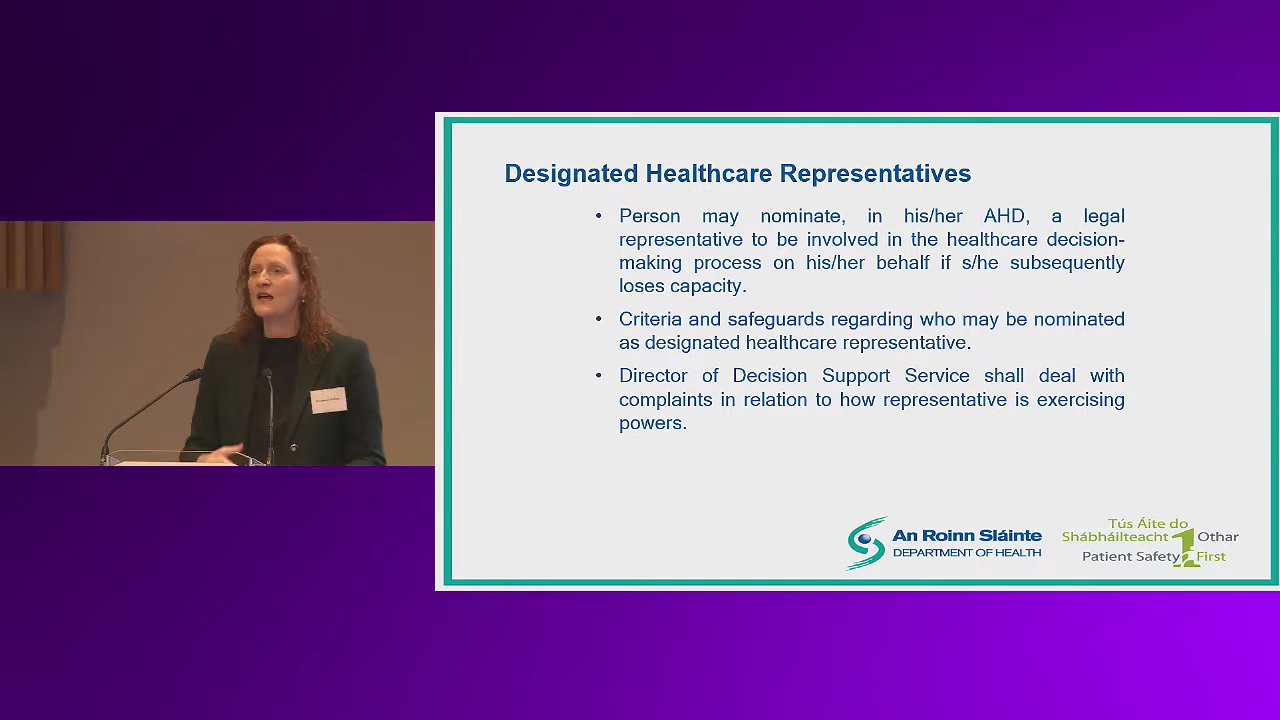 Designated Healthcare Representatives
• Person may nominate, in his/her AHD, a legal
representative to be involved in the healthcare decision-
making process on his/her behalf if s/he subsequently
loses capacity.
• Criteria and safeguards regarding who may be nominated
as designated healthcare representative.
• Director of Decision Support Service shall deal with
complaints in relation to how representative is exercising
powers.
An Roinn Sláinte
DEPARTMENT OF HEALTH
Tús Áite do
Shábháilteacht 1 Othar
Patient Safety First